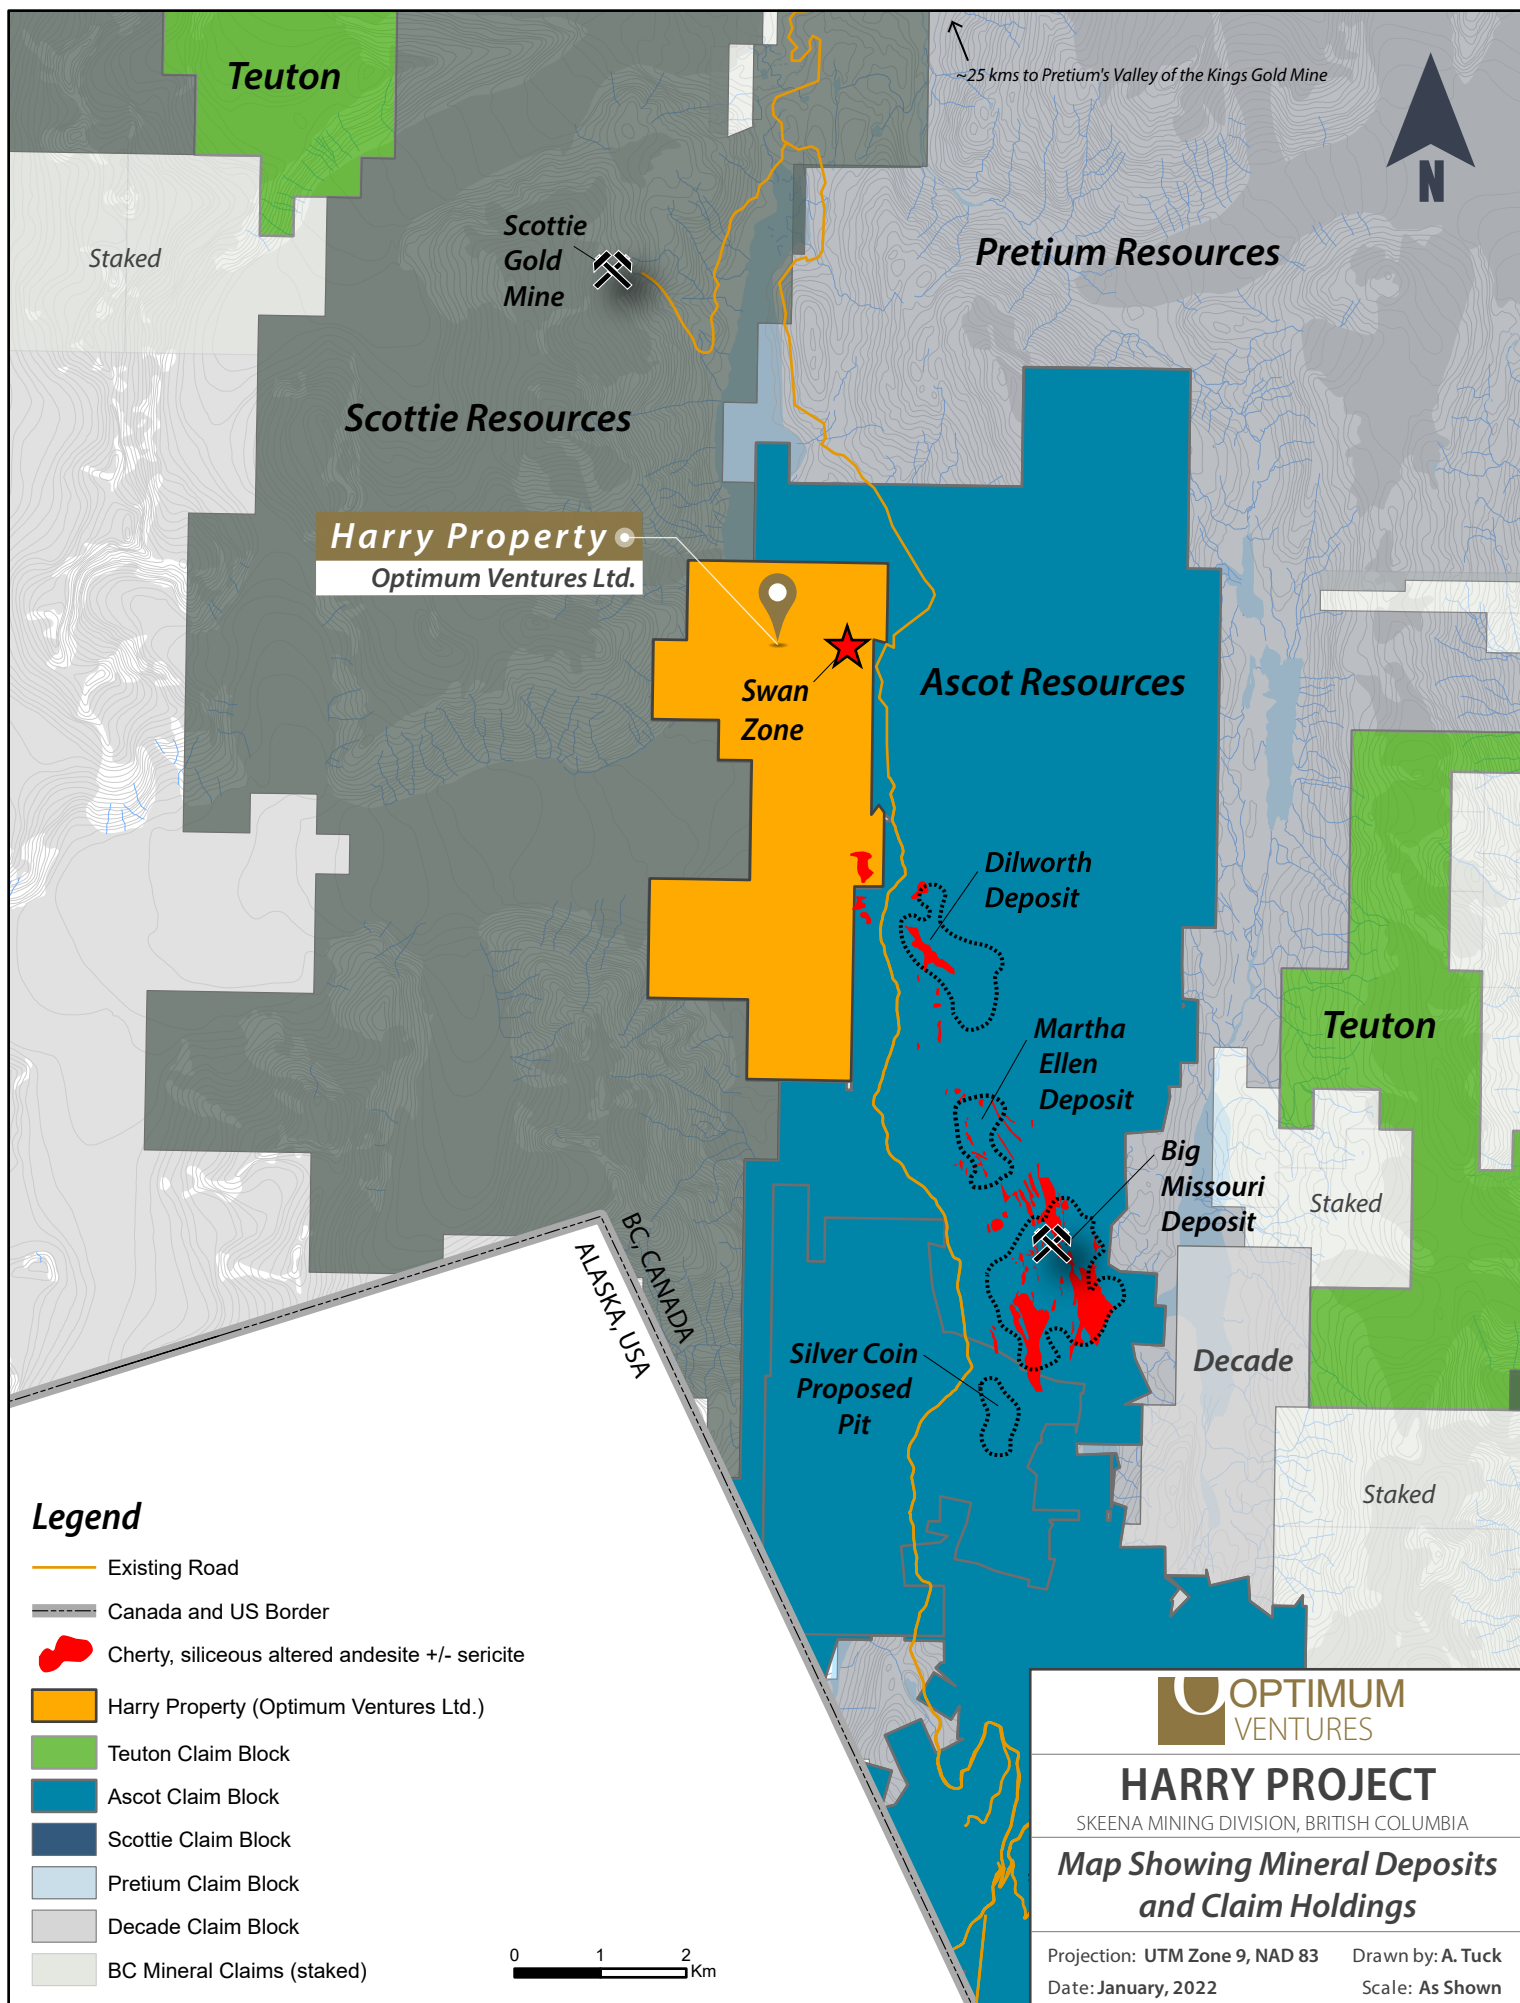 ~25 kms to Pretium's Valley of the Kings Gold Mine
Teuton
N
Scottie
Gold
Mine
Staked
Pretium Resources
Scottie Resources
Harry Property
Optimum Ventures Ltd.
Swan
Zone
Ascot Resources
Dilworth
Deposit
Martha
Ellen
Deposit
Teuton
Big
Missouri
Deposit
Staked
BC, CANADA
ALASKA, USA
Silver Coin
Proposed
Pit
Decade
Staked
Legend
Existing Road
Canada and US Border
Cherty, siliceous altered andesite +/- sericite
Harry Property (Optimum Ventures Ltd.)
Teuton Claim Block
Ascot Claim Block
Scottie Claim Block
Pretium Claim Block
Decade Claim Block
BC Mineral Claims (staked)
0 1 2
Km
OPTIMUM
VENTURES
HARRY PROJECT
SKEENA MINING DIVISION, BRITISH COLUMBIA
Map Showing Mineral Deposits
and Claim Holdings
Projection: UTM Zone 9, NAD 83 Drawn by: A. Tuck
Date: January, 2022 Scale: As Shown